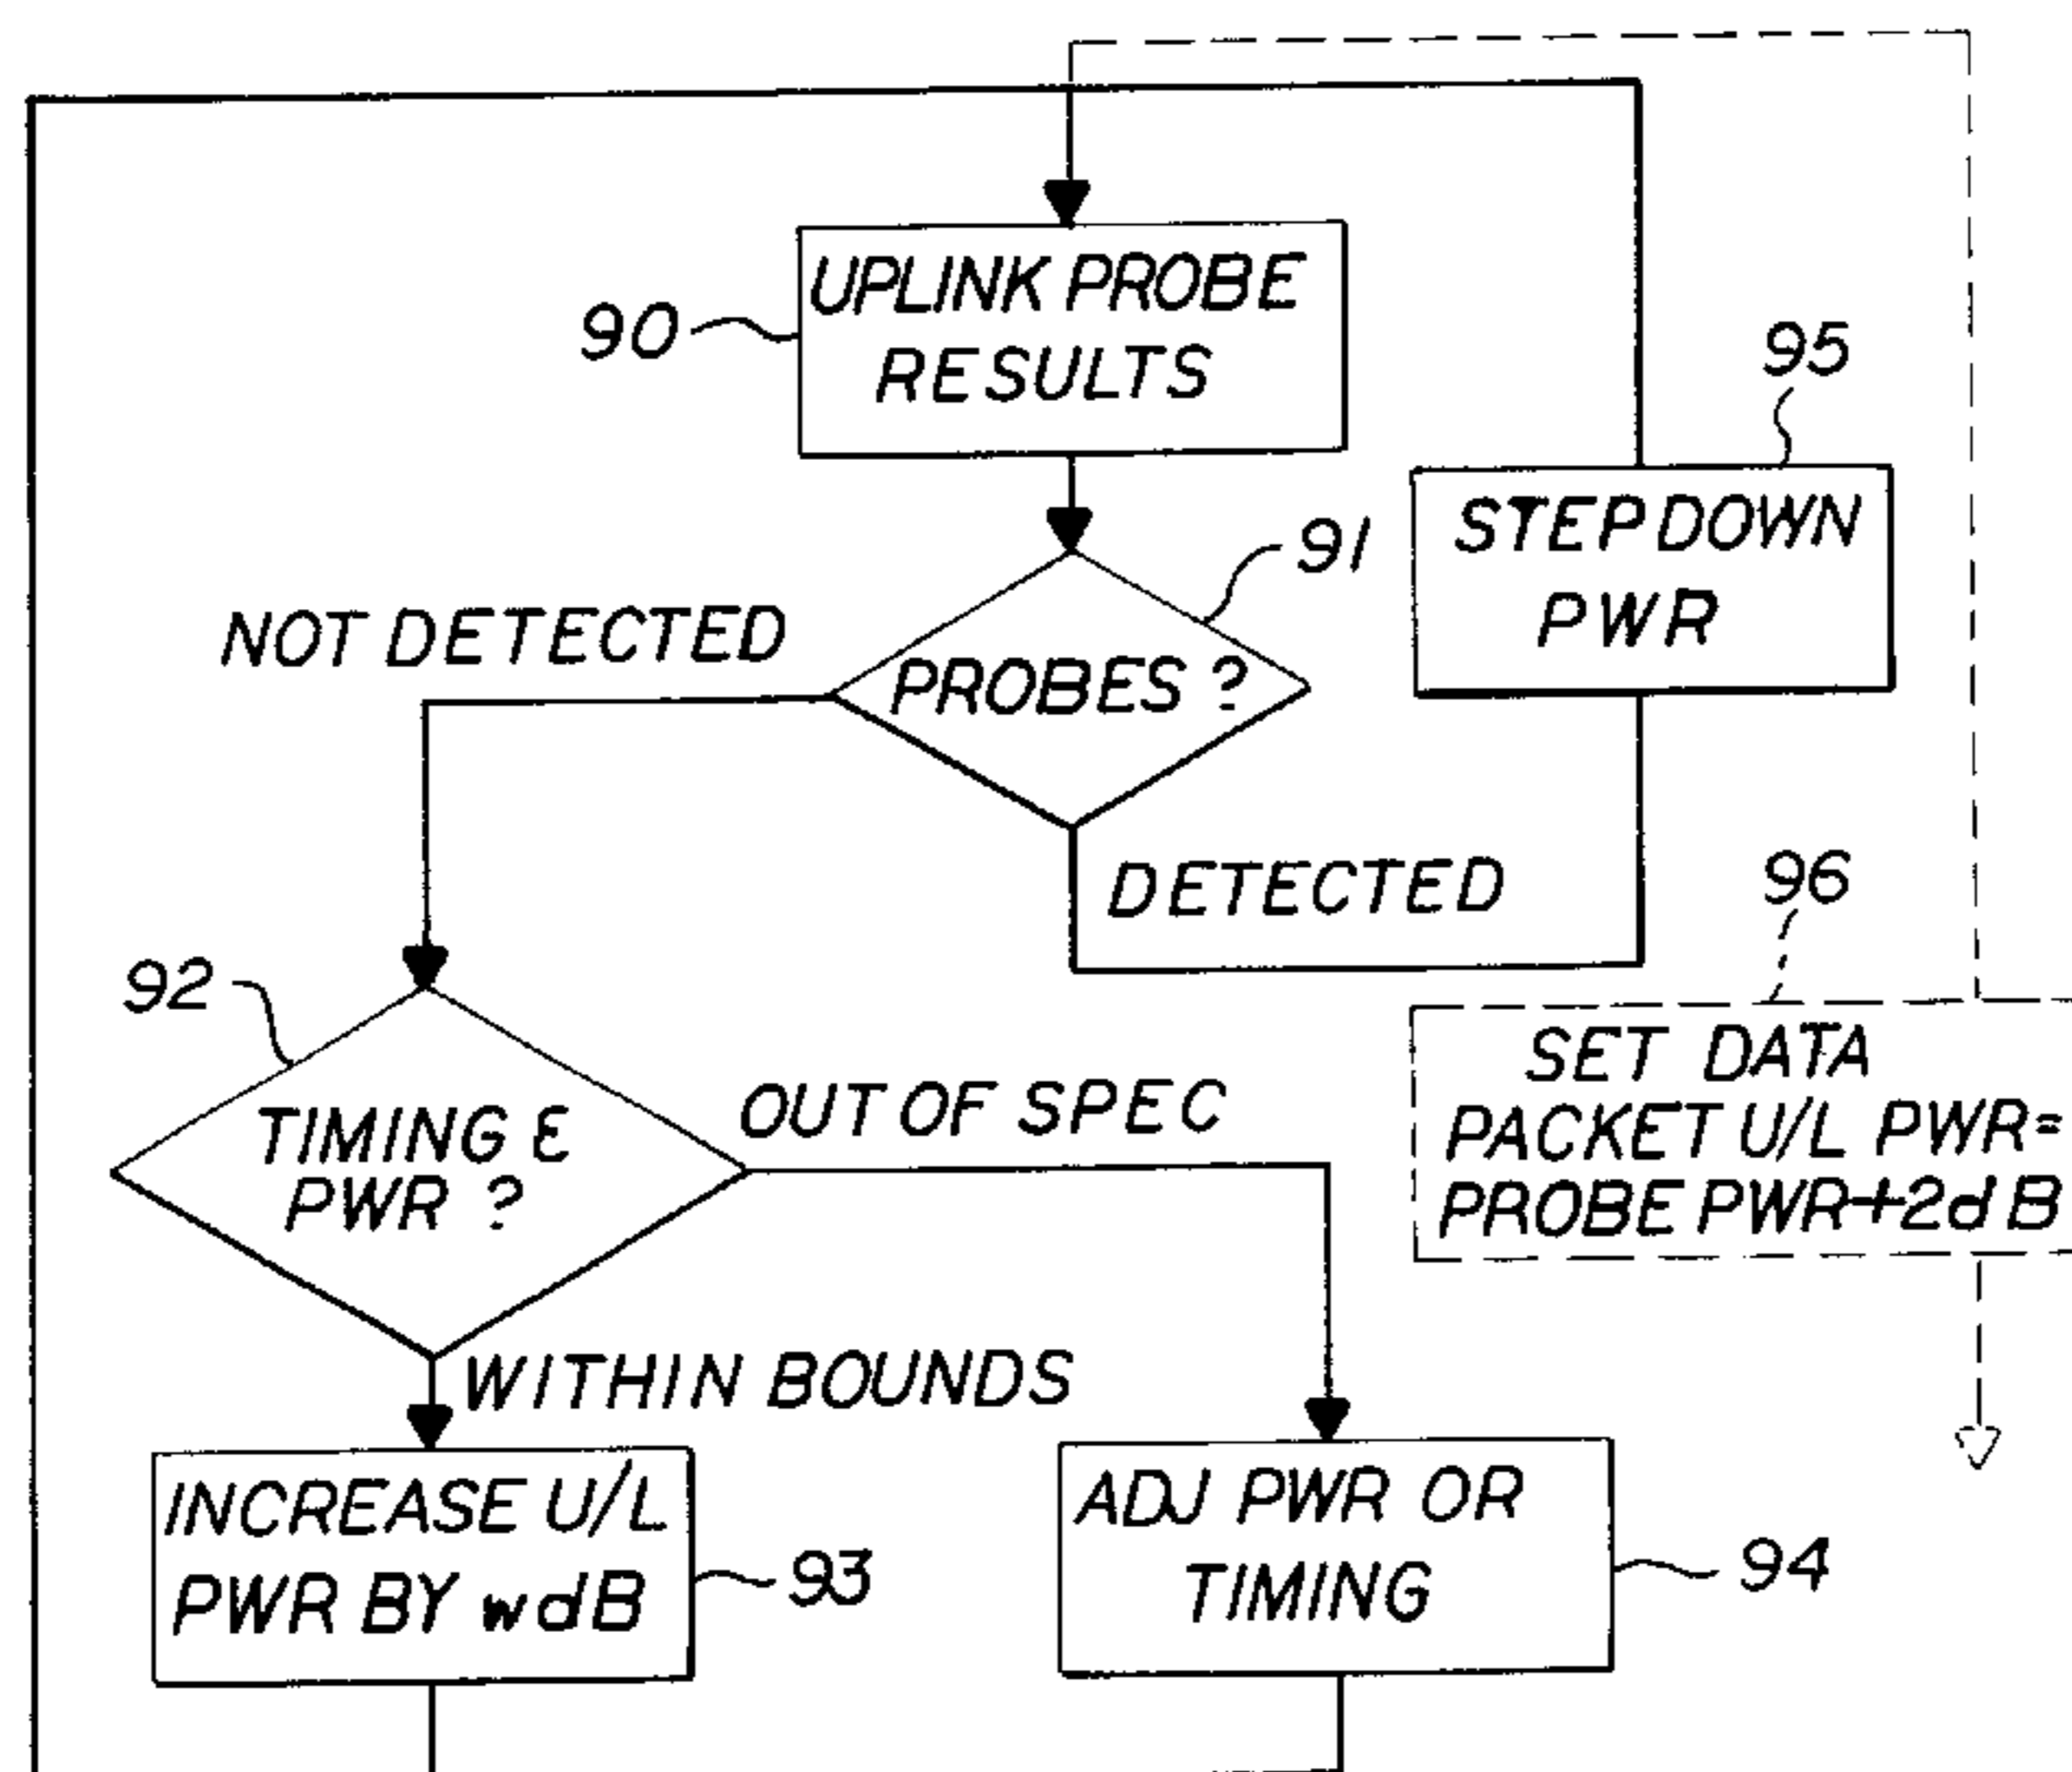 UPLINK PROBE
RESULTS
90
95
STEP DOWN
PWR
91
NOT DETECTED
PROBES ?
DETECTED
96
92
SET DATA
PACKET U/L PWR=
PROBE PWR+2dB
OUT OF SPEC
TIMING &
PWR ?
WITHIN BOUNDS
INCREASE U/L
PWR BY wdB
93
ADJ PWR OR
TIMING
94